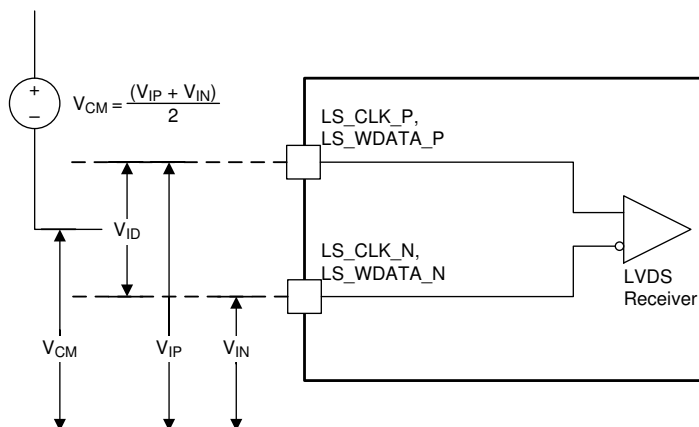 +
−
V_CM = (V_IP + V_IN) / 2
LS_CLK_P,
LS_WDATA_P
V_ID
LS_CLK_N,
LS_WDATA_N
LVDS
Receiver
V_CM
V_IP
V_IN